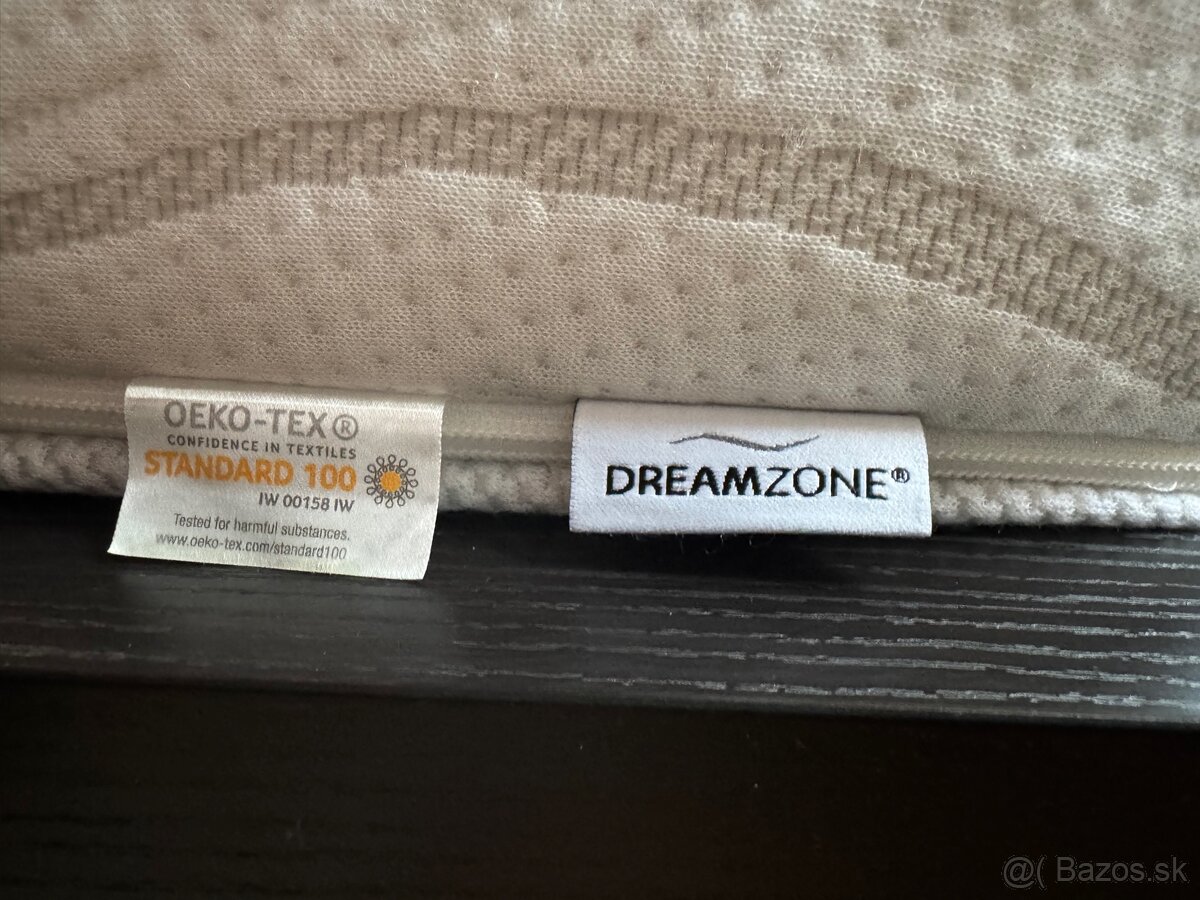 OEKO-TEX®
CONFIDENCE IN TEXTILES
STANDARD 100
IW 00158 IW
Tested for harmful substances.
www.oeko-tex.com/standard100
DREAMZONE®
@( Bazos.sk